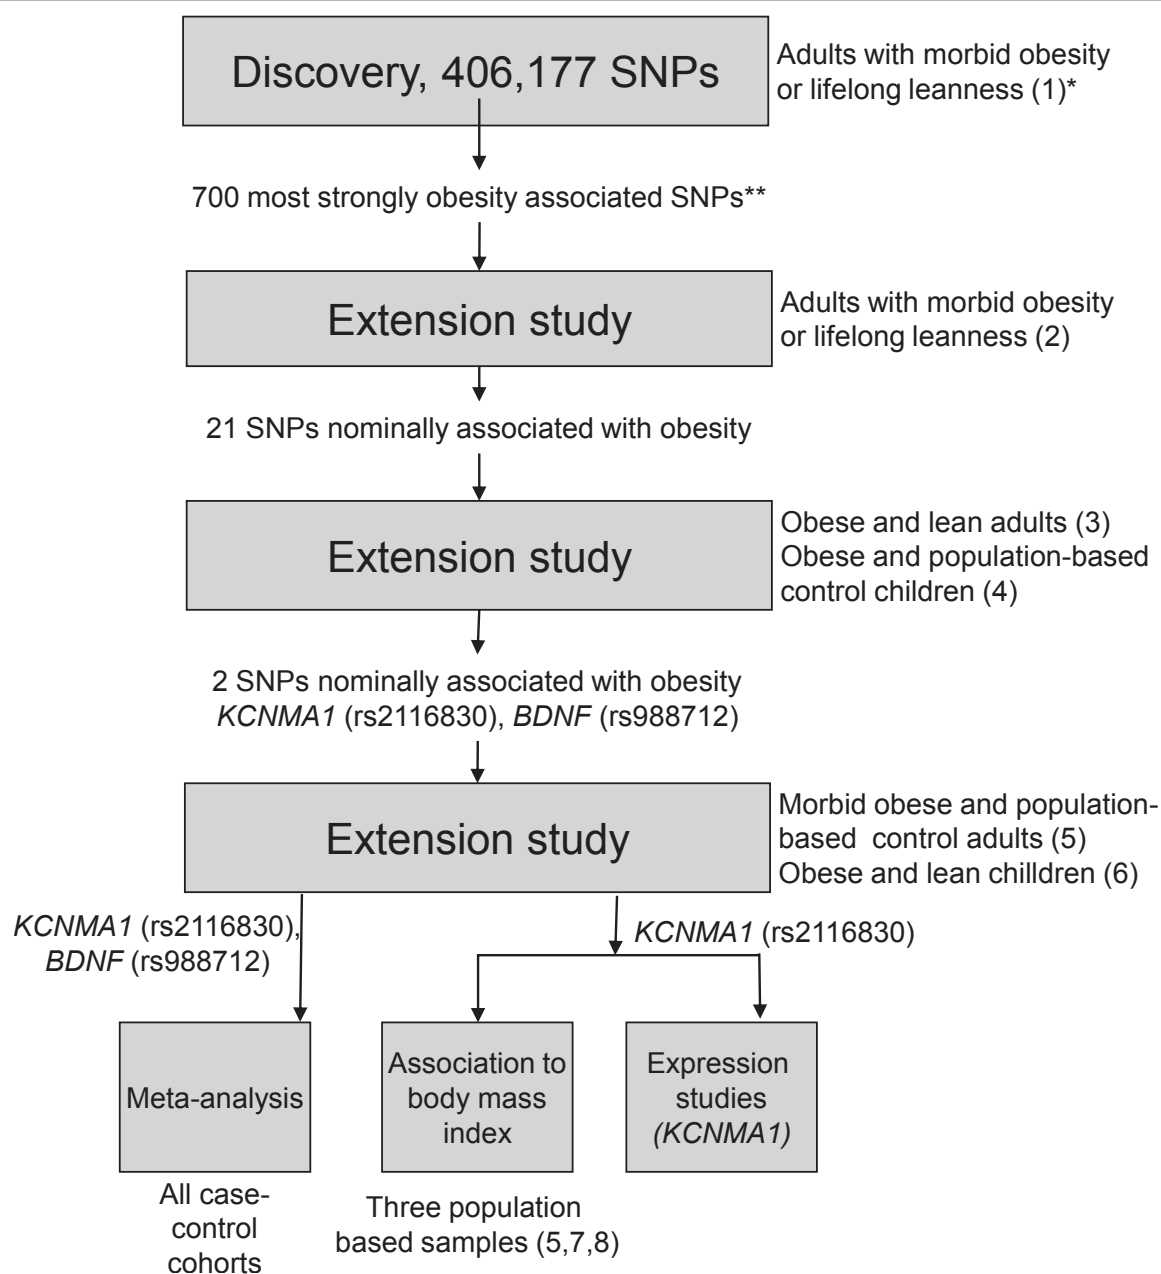 Discovery, 406,177 SNPs
Adults with morbid obesity
or lifelong leanness (1)*
700 most strongly obesity associated SNPs**
Extension study
Adults with morbid obesity
or lifelong leanness (2)
21 SNPs nominally associated with obesity
Extension study
Obese and lean adults (3)
Obese and population-based
control children (4)
2 SNPs nominally associated with obesity
KCNMA1 (rs2116830), BDNF (rs988712)
Extension study
Morbid obese and population-
based control adults (5)
Obese and lean chilldren (6)
KCNMA1 (rs2116830),
BDNF (rs988712)
KCNMA1 (rs2116830)
Meta-analysis
All case-
control
cohorts
Association to
body mass
index
Three population
based samples (5,7,8)
Expression
studies
(KCNMA1)